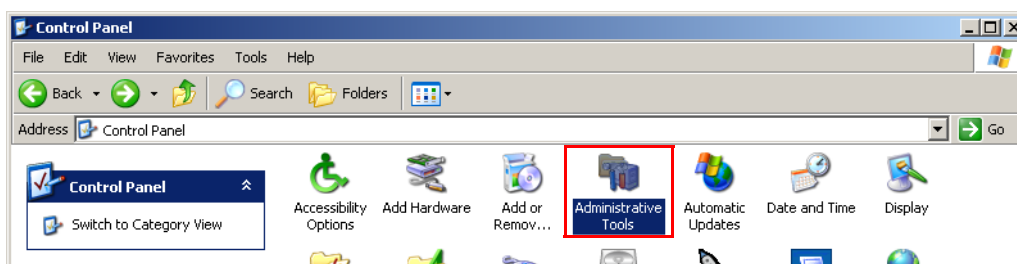 Control Panel
File Edit View Favorites Tools Help
Back Search Folders
Address Control Panel Go
Control Panel
Switch to Category View
Accessibility Options
Add Hardware
Add or Remov...
Administrative Tools
Automatic Updates
Date and Time
Display